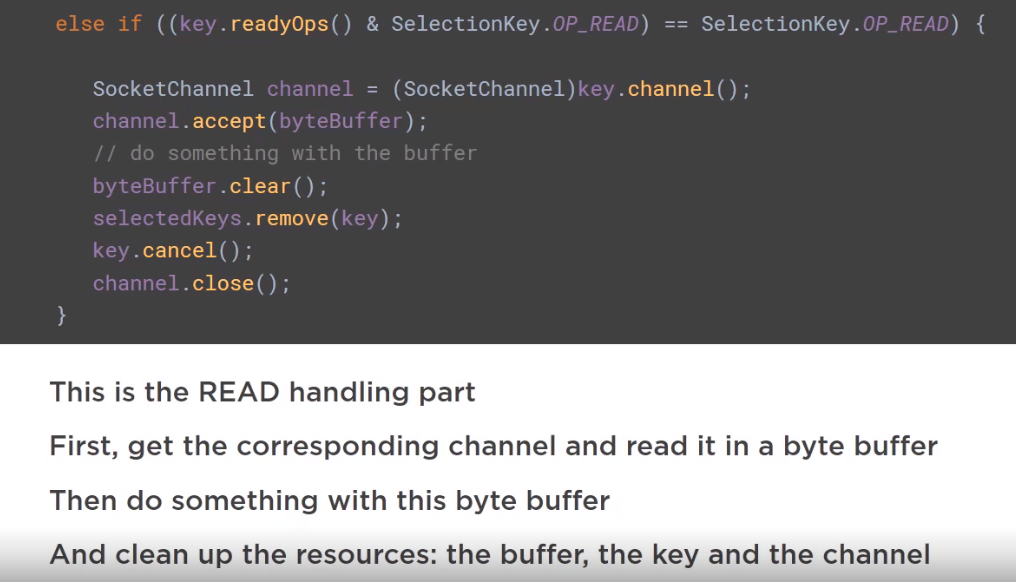 else if ((key.readyOps() & SelectionKey.OP_READ) == SelectionKey.OP_READ) {
SocketChannel channel = (SocketChannel)key.channel();
channel.accept(byteBuffer);
// do something with the buffer
byteBuffer.clear();
selectedKeys.remove(key);
key.cancel();
channel.close();
}
This is the READ handling part
First, get the corresponding channel and read it in a byte buffer
Then do something with this byte buffer
And clean up the resources: the buffer, the key and the channel